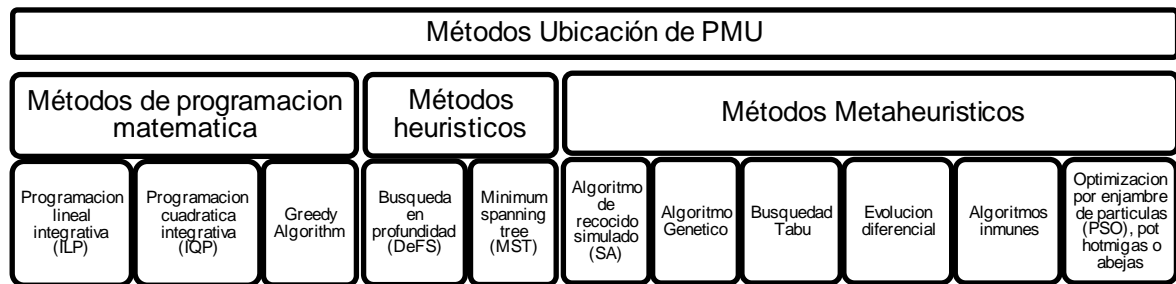 Métodos Ubicación de PMU
Métodos de programacion
matematica
Métodos
heuristicos
Métodos Metaheuristicos
Programacion
lineal
integrativa
(ILP)
Programacion
cuadratica
integrativa
(IQP)
Greedy
Algorithm
Busqueda
en
profundidad
(DeFS)
Minimum
spanning
tree
(MST)
Algoritmo
de
recocido
simulado
(SA)
Algoritmo
Genetico
Busquedad
Tabu
Evolucion
diferencial
Algoritmos
inmunes
Optimizacion
por enjambre
de particulas
(PSO), pot
hotmigas o
abejas